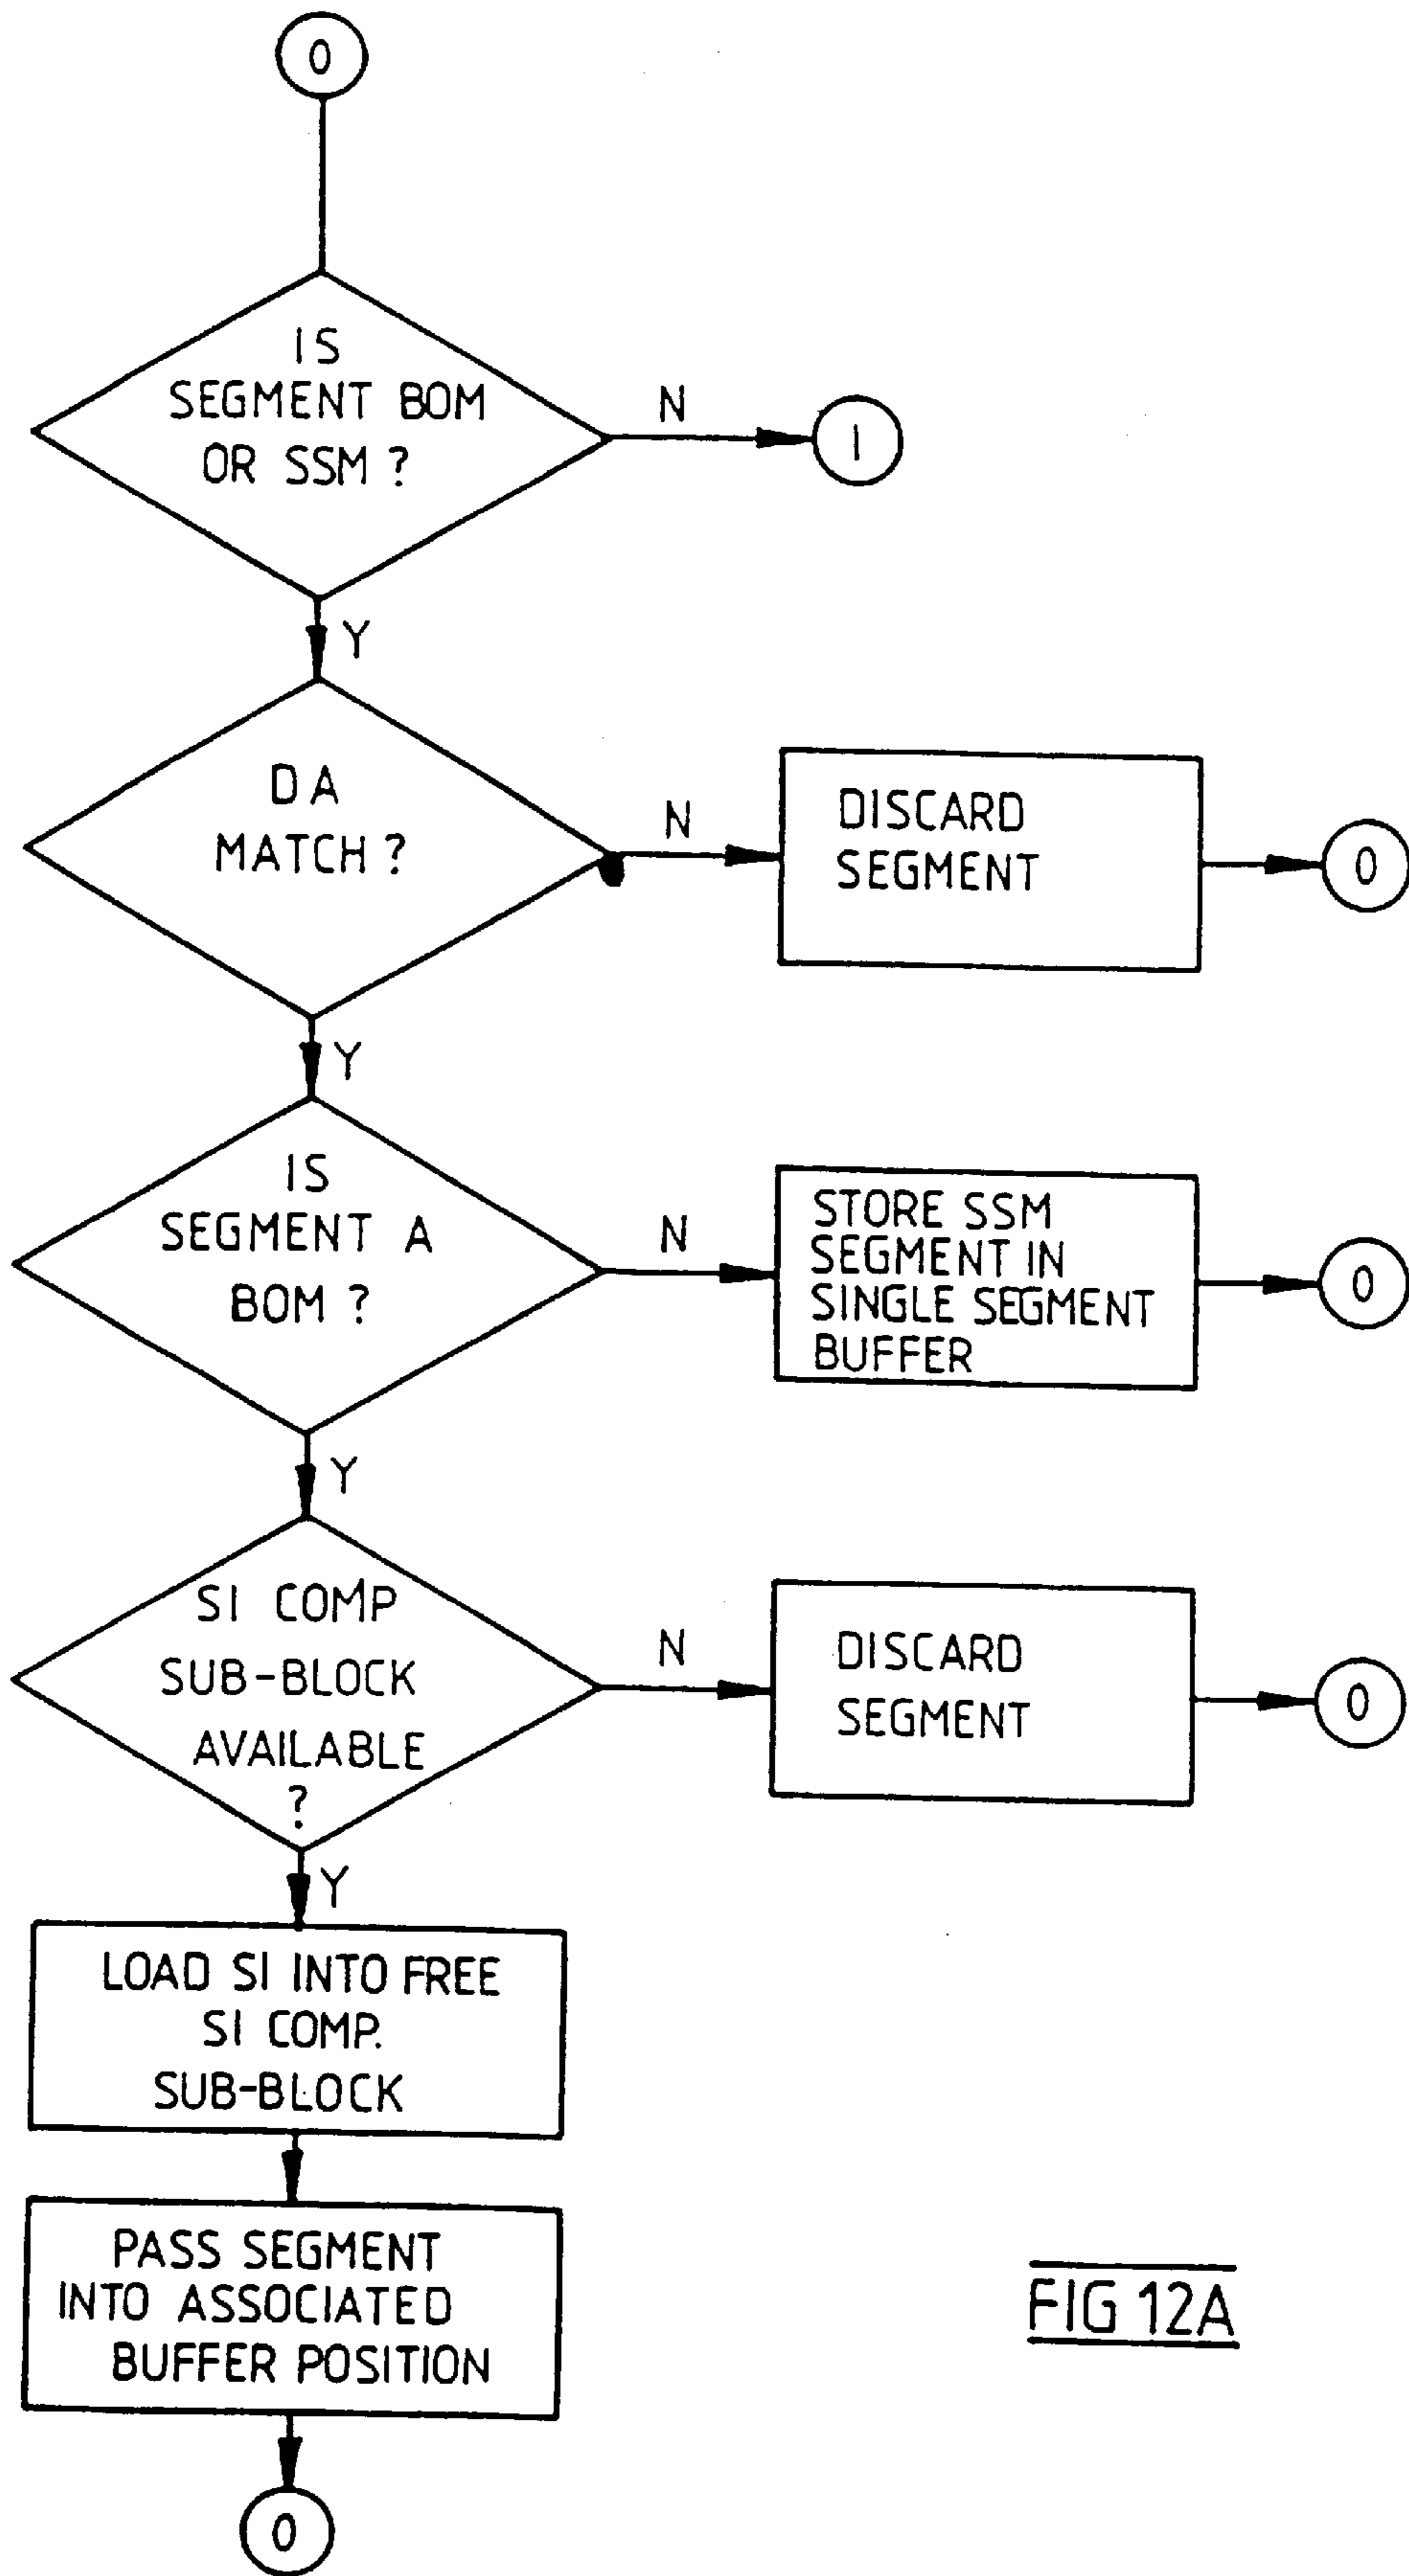 0
IS
SEGMENT BOM
OR SSM ?
N
1
Y
DA
MATCH ?
N
DISCARD
SEGMENT
0
Y
IS
SEGMENT A
BOM ?
N
STORE SSM
SEGMENT IN
SINGLE SEGMENT
BUFFER
0
Y
SI COMP
SUB-BLOCK
AVAILABLE
?
N
DISCARD
SEGMENT
0
Y
LOAD SI INTO FREE
SI COMP.
SUB-BLOCK
PASS SEGMENT
INTO ASSOCIATED
BUFFER POSITION
0
FIG 12A